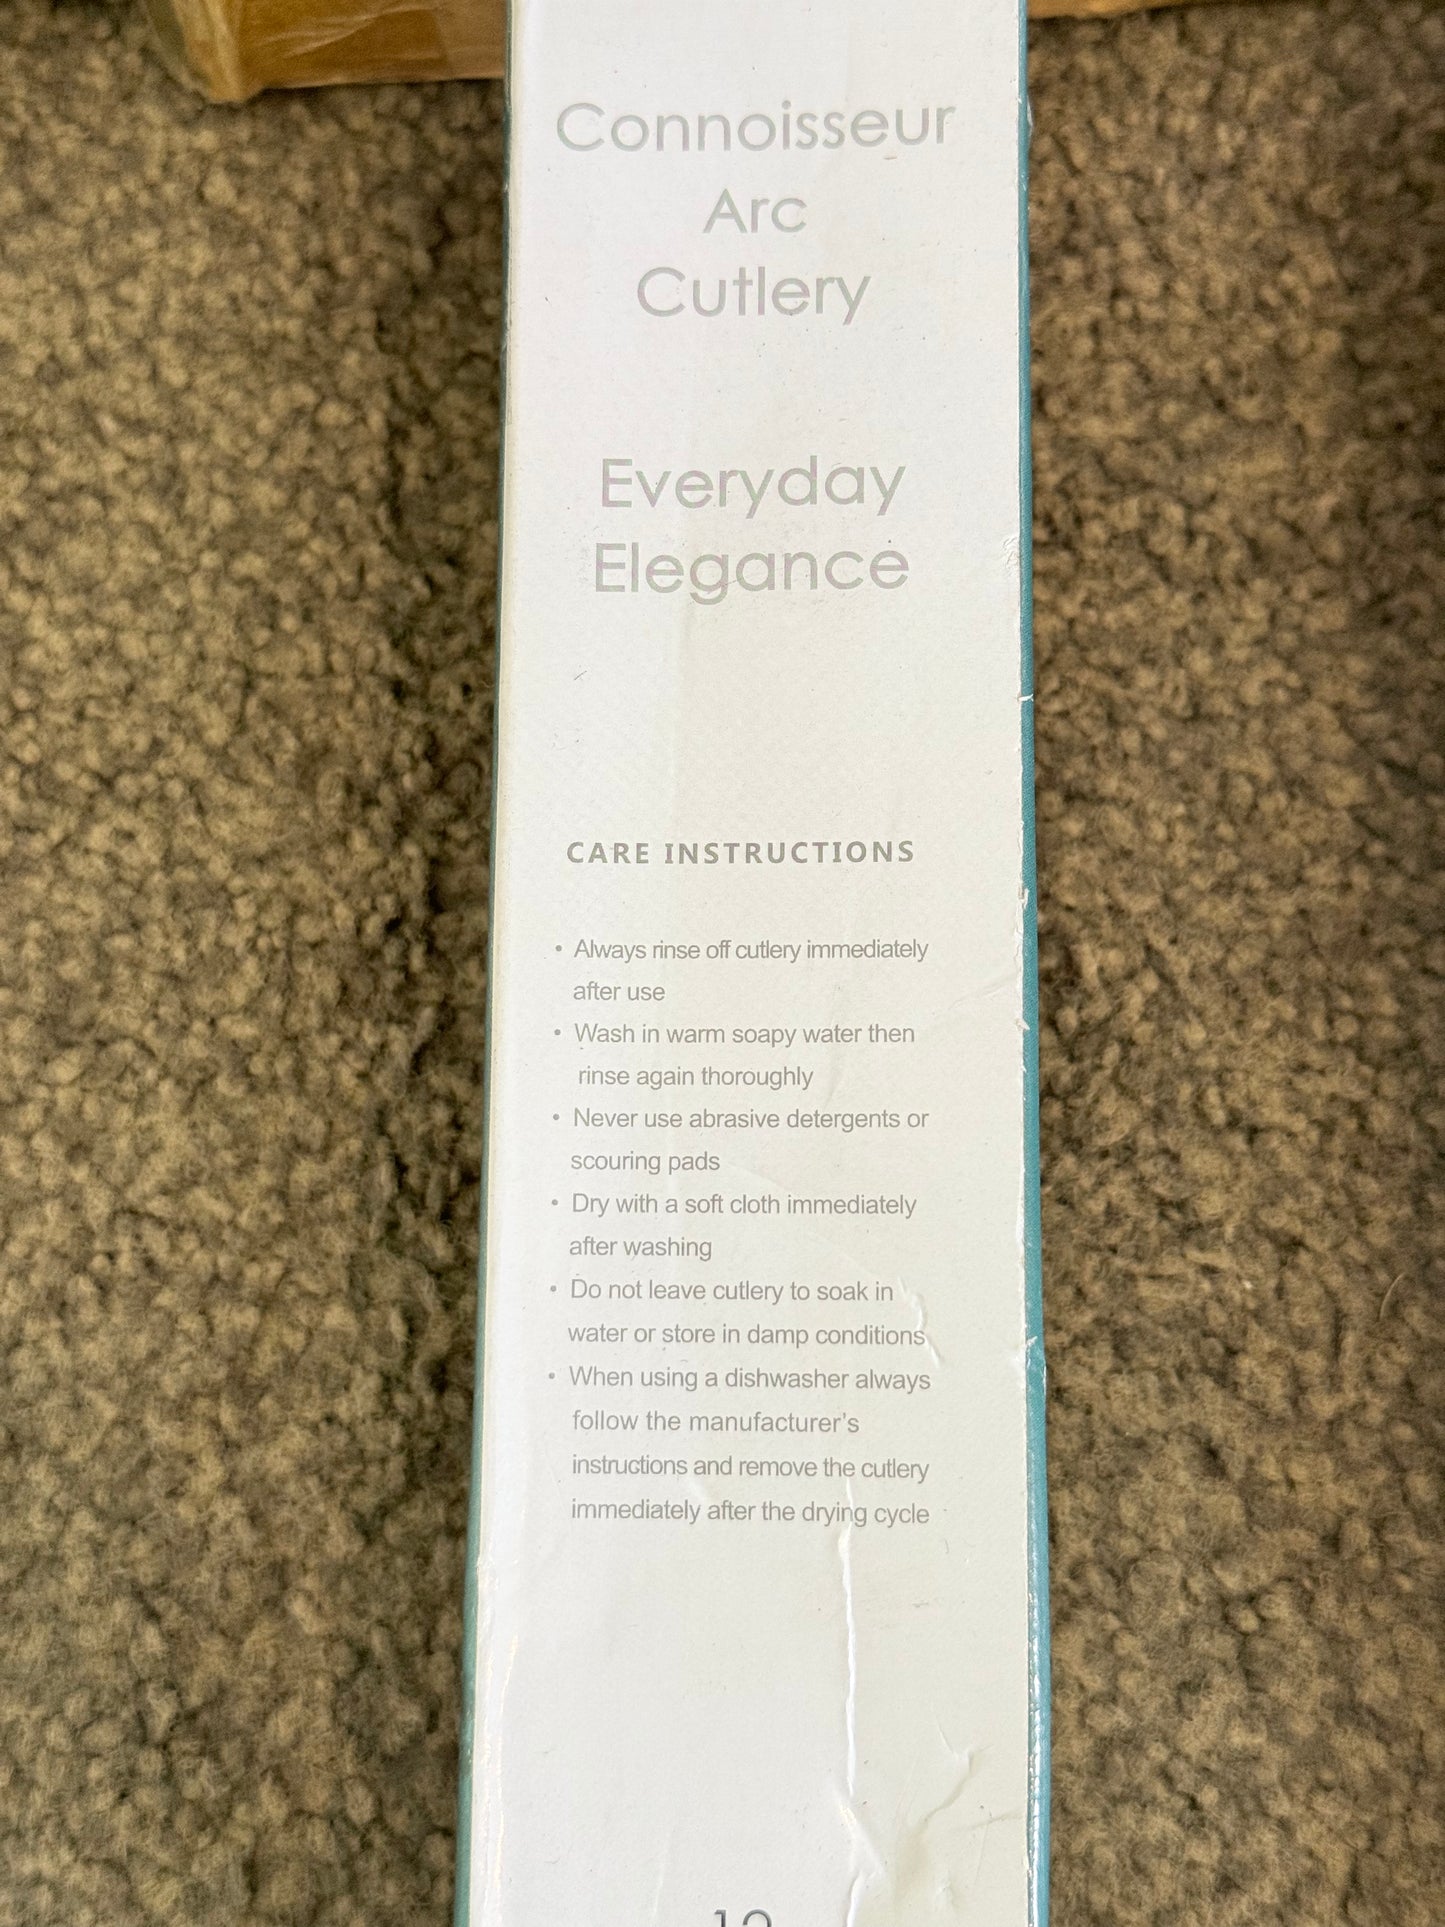 Connoisseur
Arc
Cutlery
Everyday
Elegance
CARE INSTRUCTIONS
• Always rinse off cutlery immediately
after use
• Wash in warm soapy water then
rinse again thoroughly
• Never use abrasive detergents or
scouring pads
• Dry with a soft cloth immediately
after washing
• Do not leave cutlery to soak in
water or store in damp conditions
• When using a dishwasher always
follow the manufacturer's
instructions and remove the cutlery
immediately after the drying cycle